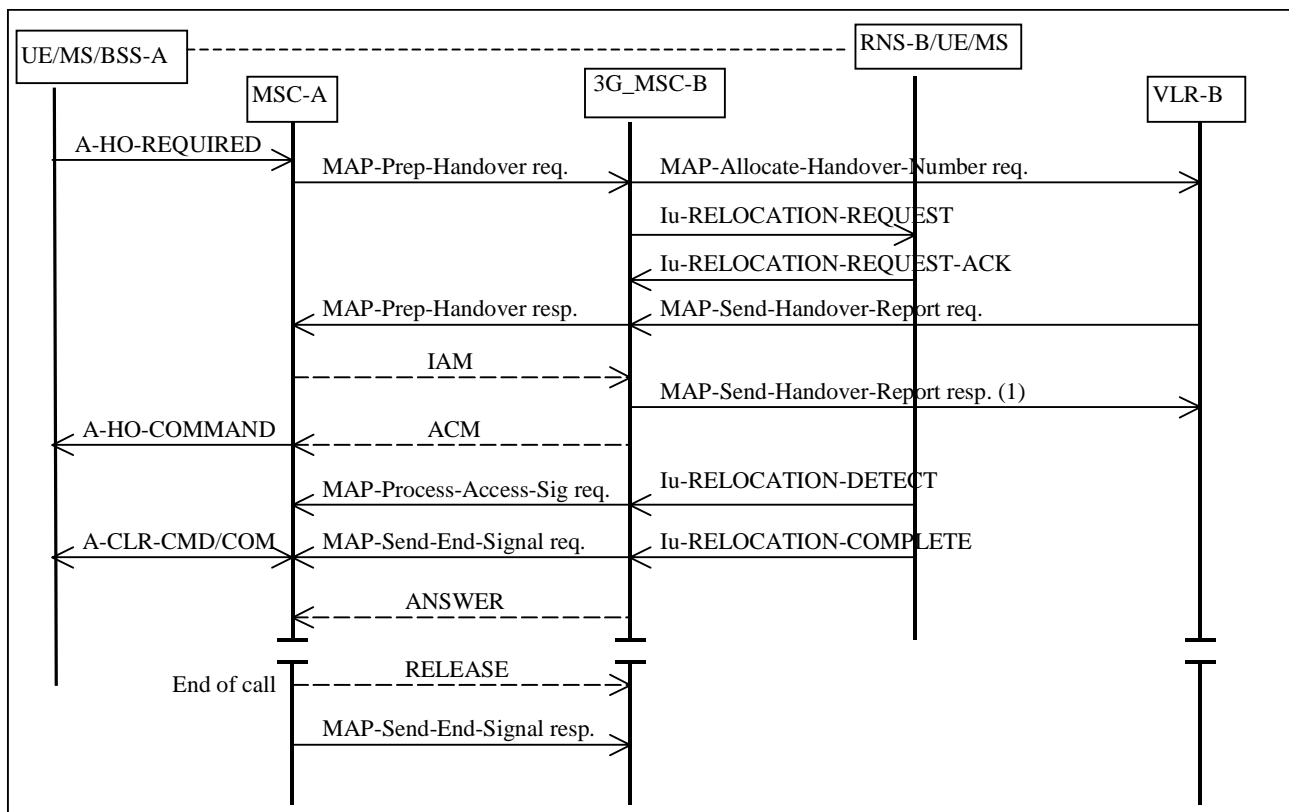 UE/MS/BSS-A
RNS-B/UE/MS
MSC-A
3G_MSC-B
VLR-B
A-HO-REQUIRED
MAP-Prep-Handover req.
MAP-Allocate-Handover-Number req.
Iu-RELOCATION-REQUEST
Iu-RELOCATION-REQUEST-ACK
MAP-Prep-Handover resp.
MAP-Send-Handover-Report req.
IAM
MAP-Send-Handover-Report resp. (1)
A-HO-COMMAND
ACM
Iu-RELOCATION-DETECT
MAP-Process-Access-Sig req.
A-CLR-CMD/COM
MAP-Send-End-Signal req.
Iu-RELOCATION-COMPLETE
ANSWER
RELEASE
End of call
MAP-Send-End-Signal resp.